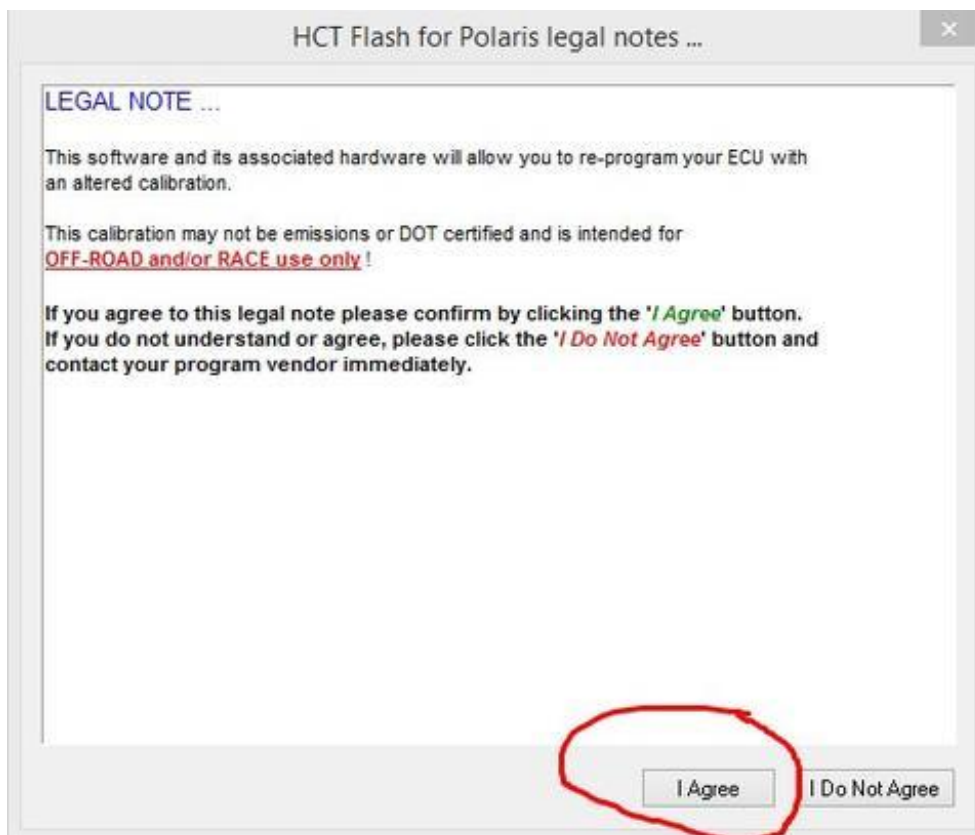 HCT Flash for Polaris legal notes ...
LEGAL NOTE ...
This software and its associated hardware will allow you to re-program your ECU with
an altered calibration.
This calibration may not be emissions or DOT certified and is intended for
OFF-ROAD and/or RACE use only !
If you agree to this legal note please confirm by clicking the 'I Agree' button.
If you do not understand or agree, please click the 'I Do Not Agree' button and
contact your program vendor immediately.
I Agree
I Do Not Agree